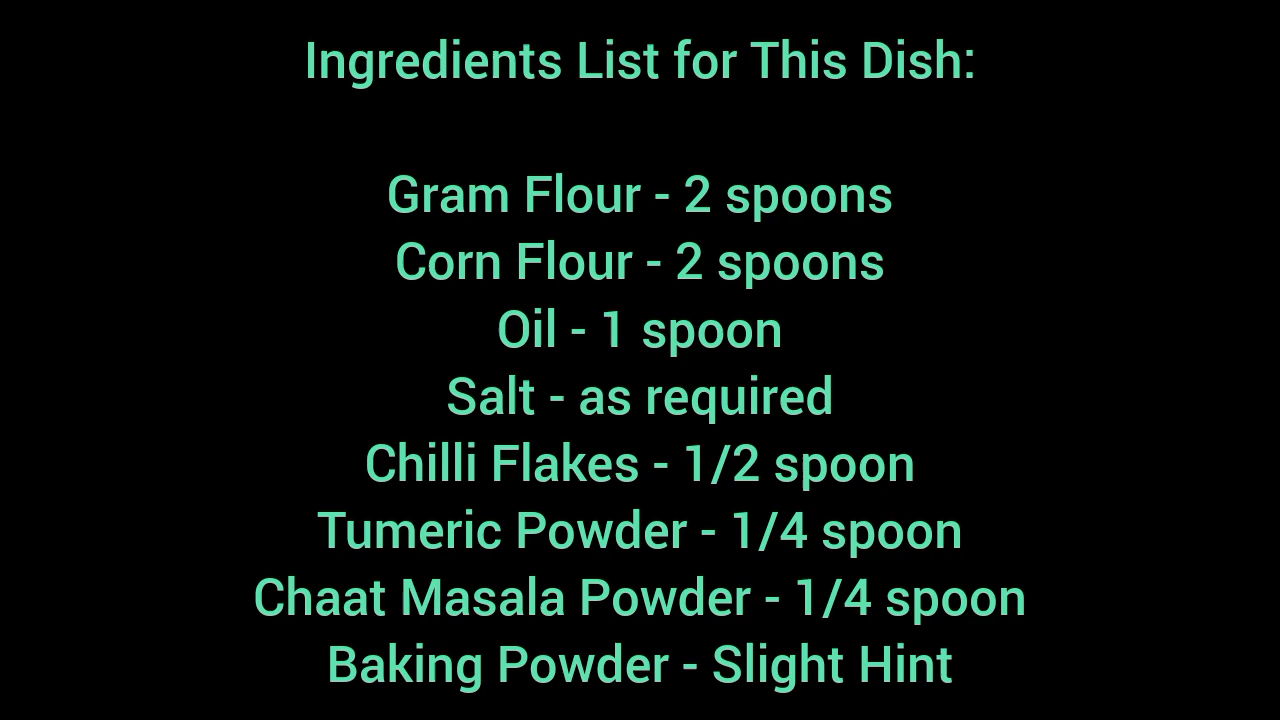 Ingredients List for This Dish:
Gram Flour - 2 spoons
Corn Flour - 2 spoons
Oil - 1 spoon
Salt - as required
Chilli Flakes - 1/2 spoon
Tumeric Powder - 1/4 spoon
Chaat Masala Powder - 1/4 spoon
Baking Powder - Slight Hint